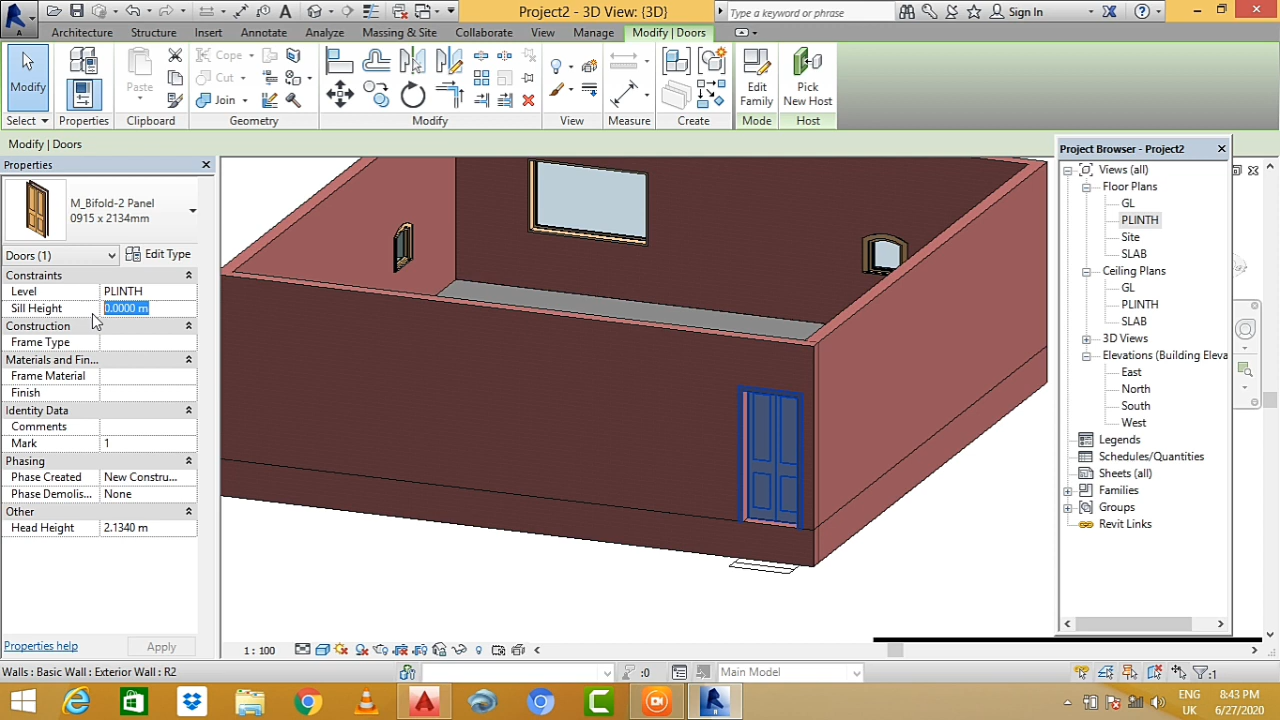 Project2 - 3D View: {3D}
Type a keyword or phrase
Sign In
A
Architecture
Structure
Insert
Annotate
Analyze
Massing & Site
Collaborate
View
Manage
Modify | Doors
Modify
Paste
Cope
Cut
Join
Edit Family
Pick New Host
Select
Properties
Clipboard
Geometry
Modify
View
Measure
Create
Mode
Host
Modify | Doors
Properties
M_Bifold-2 Panel
0915 x 2134mm
Doors (1)
Edit Type
Constraints
Level PLINTH
Sill Height 0.0000 m
Construction
Frame Type
Materials and Fin...
Frame Material
Finish
Identity Data
Comments
Mark 1
Phasing
Phase Created New Constru...
Phase Demolis... None
Other
Head Height 2.1340 m
Properties help
Apply
Project Browser - Project2
Views (all)
Floor Plans
GL
PLINTH
Site
SLAB
Ceiling Plans
GL
PLINTH
SLAB
3D Views
Elevations (Building Eleva
East
North
South
West
Legends
Schedules/Quantities
Sheets (all)
Families
Groups
Revit Links
1 : 100
Walls : Basic Wall : Exterior Wall : R2
:0
Main Model
:1
ENG
UK
8:43 PM
6/27/2020